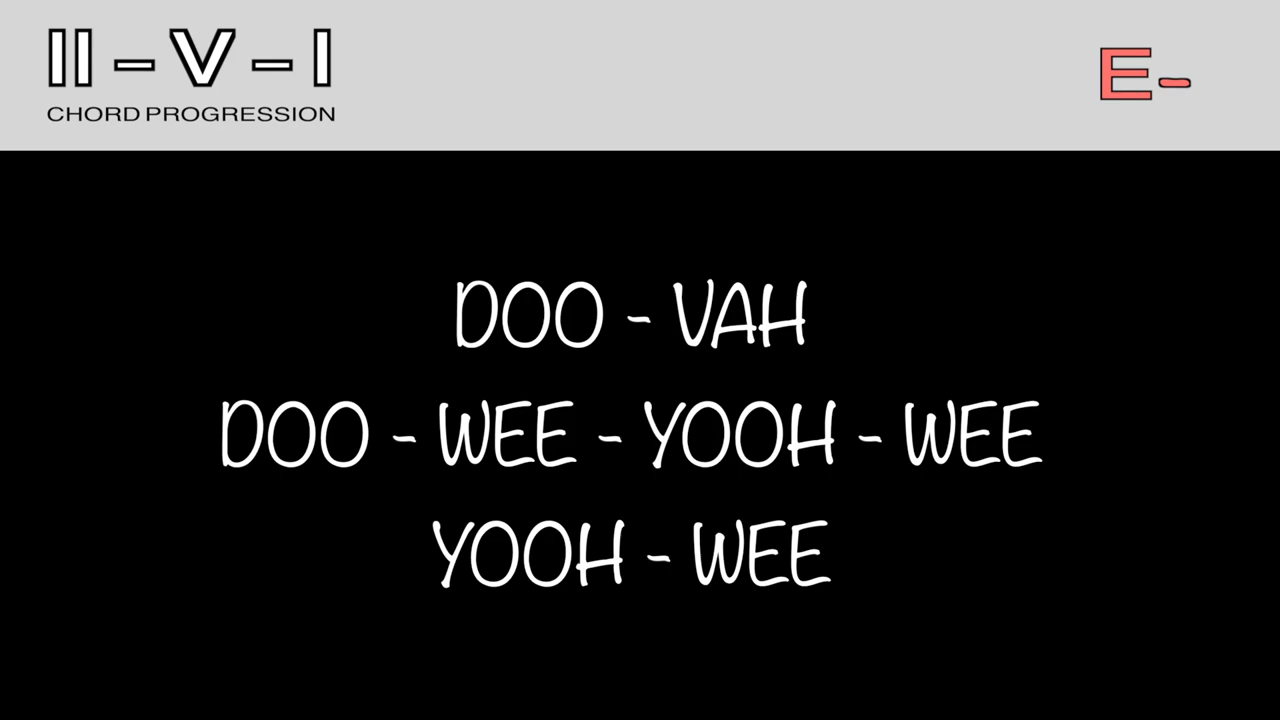 II – V – I
CHORD PROGRESSION
E-
DOO - VAH
DOO - WEE - YOOH - WEE
YOOH - WEE